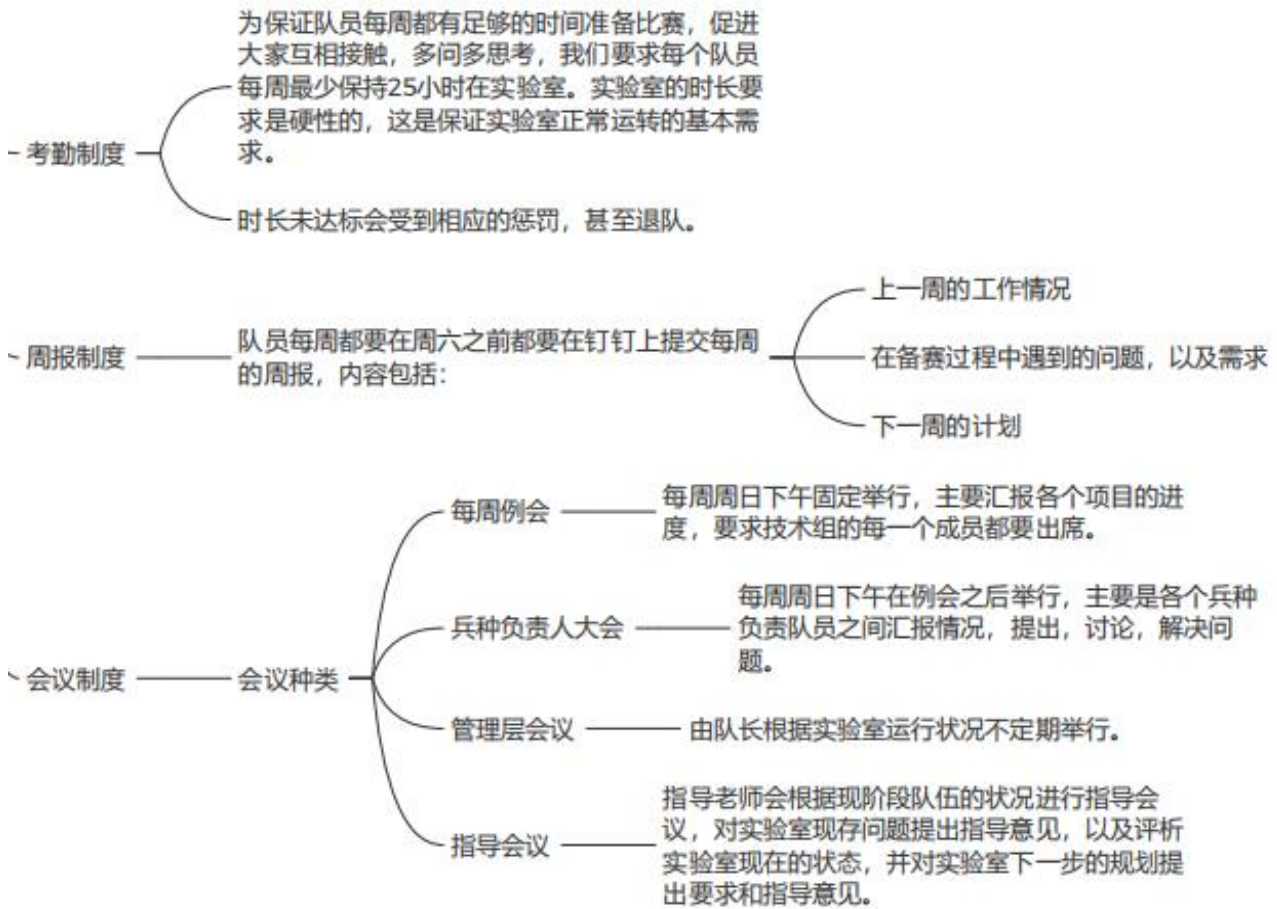 考勤制度
为保证队员每周都有足够的时间准备比赛，促进
大家互相接触，多问多思考，我们要求每个队员
每周最少保持25小时在实验室。实验室的时长要
求是硬性的，这是保证实验室正常运转的基本需
求。
时长未达标会受到相应的惩罚，甚至退队。
周报制度
队员每周都要在周六之前都要在钉钉上提交每周
的周报，内容包括：
上一周的工作情况
在备赛过程中遇到的问题，以及需求
下一周的计划
会议制度
会议种类
每周例会
每周周日下午固定举行，主要汇报各个项目的进
度，要求技术组的每一个成员都要出席。
兵种负责人大会
每周周日下午在例会之后举行，主要是各个兵种
负责队员之间汇报情况，提出，讨论，解决问
题。
管理层会议
由队长根据实验室运行状况不定期举行。
指导会议
指导老师会根据现阶段队伍的状况进行指导会
议，对实验室现存问题提出指导意见，以及评析
实验室现在的状态，并对实验室下一步的规划提
出要求和指导意见。